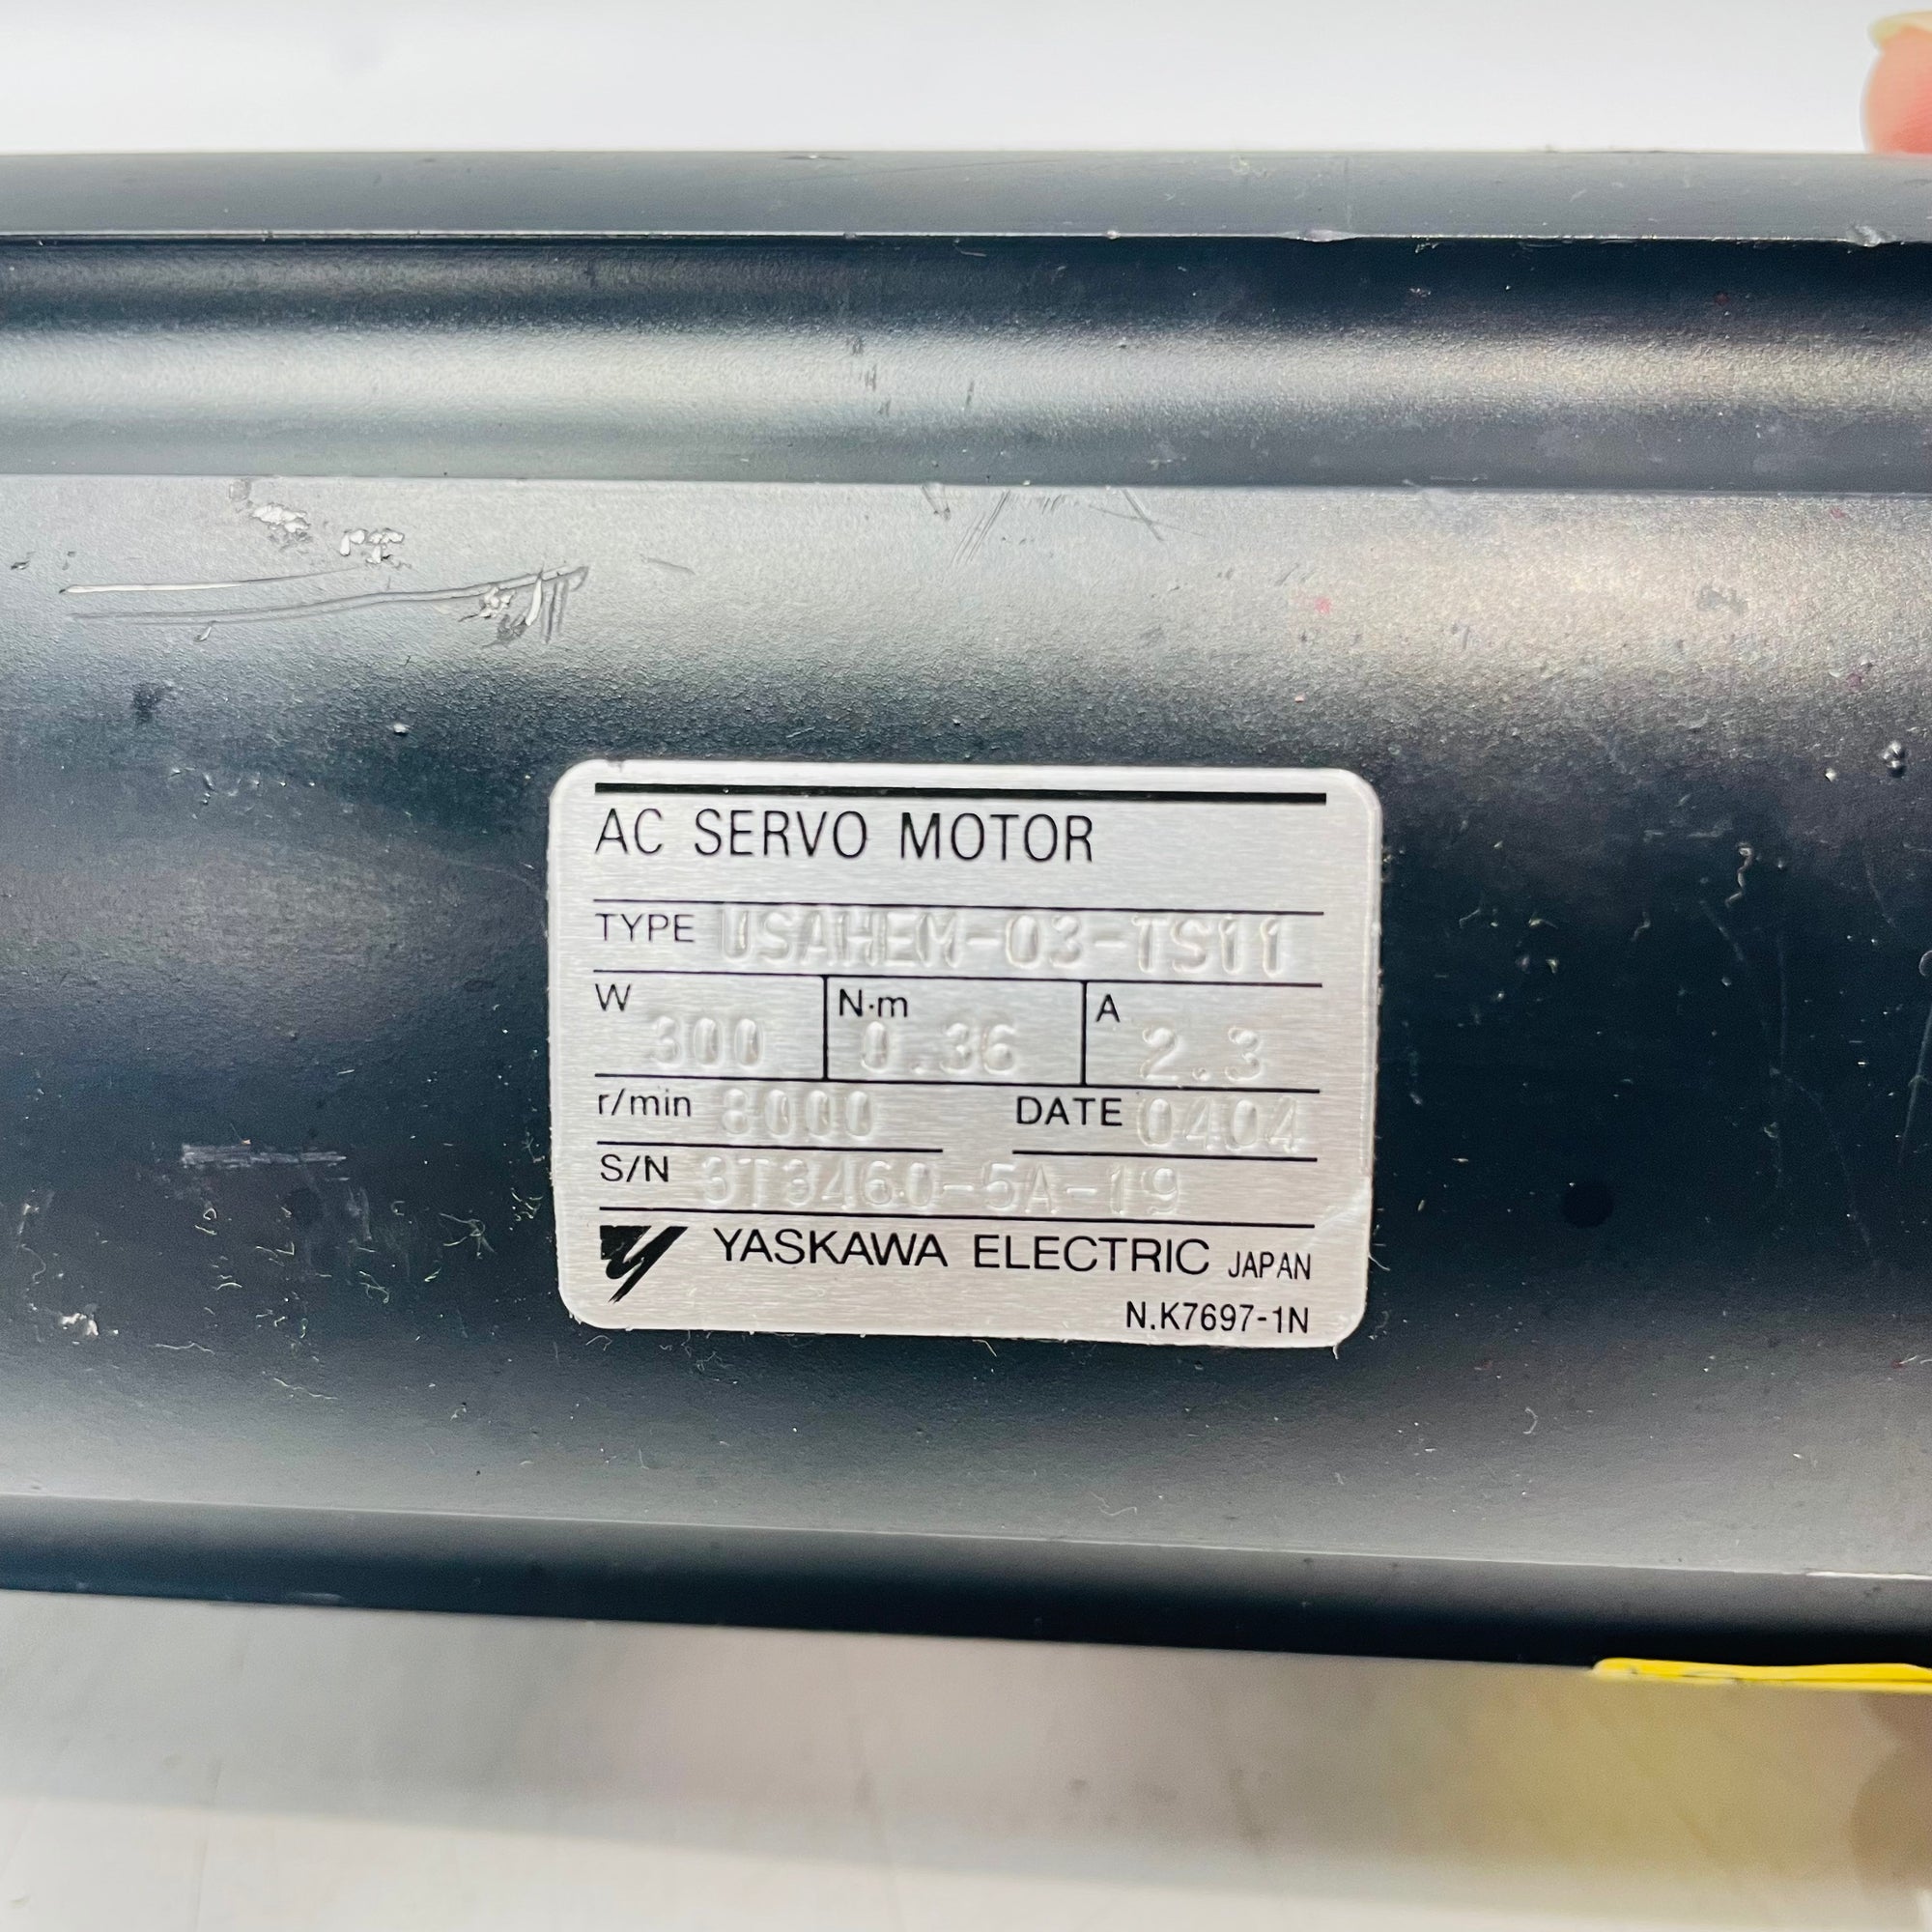 AC SERVO MOTOR
TYPE USAHEM-03-TS11
W 300 N·m 0.36 A 2.3
r/min 8000 DATE 0404
S/N 3T3460-5A-19
YASKAWA ELECTRIC JAPAN
N.K7697-1N